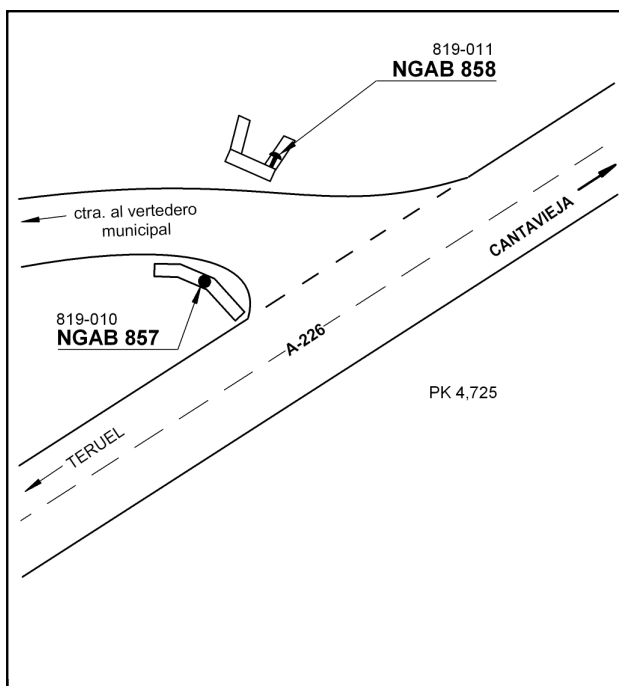 819-011
NGAB 858
ctra. al vertedero
municipal
CANTAVIEJA
819-010
NGAB 857
A-226
PK 4,725
TERUEL